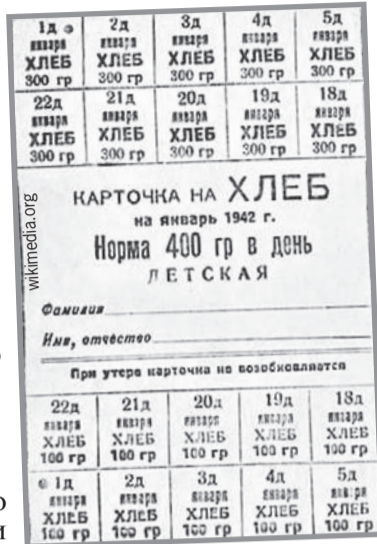 1д 2д 3д 4д 5д
января января января января января
ХЛЕБ ХЛЕБ ХЛЕБ ХЛЕБ ХЛЕБ
300 гр 300 гр 300 гр 300 гр 300 гр
22д 21д 20д 19д 18д
января января января января января
ХЛЕБ ХЛЕБ ХЛЕБ ХЛЕБ ХЛЕБ
300 гр 300 гр 300 гр 300 гр 300 гр
wikimedia.org
КАРТОЧКА НА ХЛЕБ
на январь 1942 г.
Норма 400 гр в день
ДЕТСКАЯ
Фамилия
Имя, отчество
При утере карточка не возобновляется
22д 21д 20д 19д 18д
января января января января января
ХЛЕБ ХЛЕБ ХЛЕБ ХЛЕБ ХЛЕБ
100 гр 100 гр 100 гр 100 гр 100 гр
1д 2д 3д 4д 5д
января января января января января
ХЛЕБ ХЛЕБ ХЛЕБ ХЛЕБ ХЛЕБ
100 гр 100 гр 100 гр 100 гр 100 гр